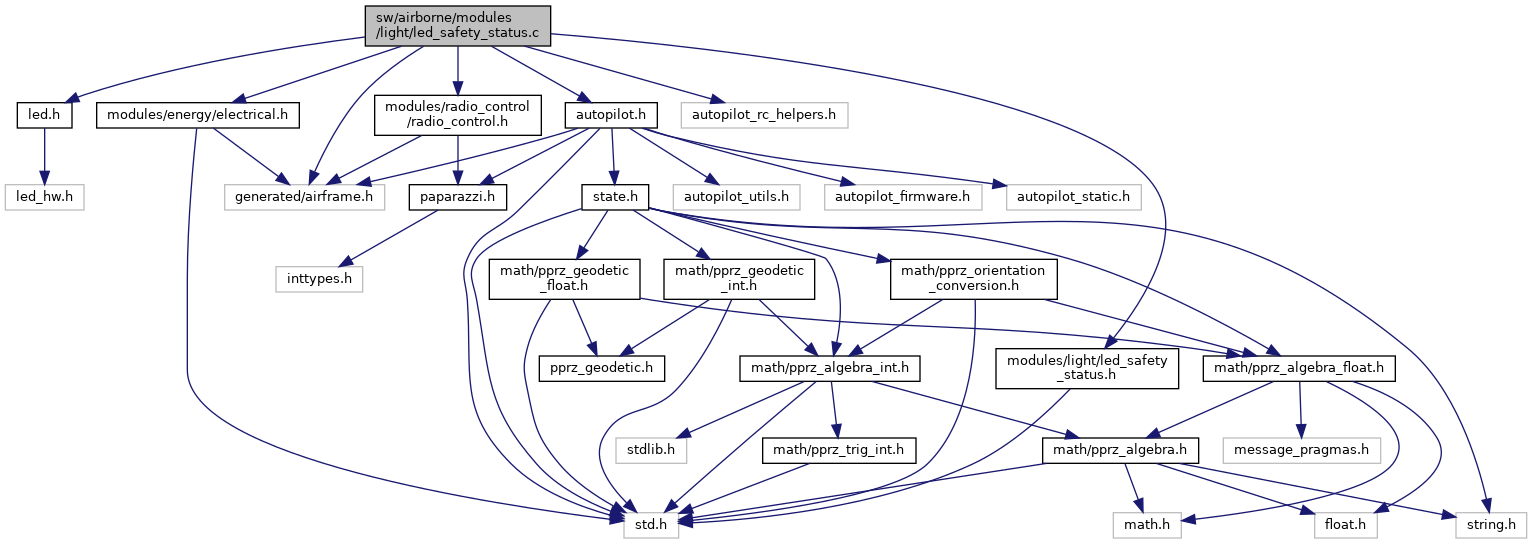 sw/airborne/modules
/light/led_safety_status.c
led.h
modules/energy/electrical.h
modules/radio_control
/radio_control.h
autopilot.h
autopilot_rc_helpers.h
led_hw.h
generated/airframe.h
paparazzi.h
state.h
autopilot_utils.h
autopilot_firmware.h
autopilot_static.h
inttypes.h
math/pprz_geodetic
_float.h
math/pprz_geodetic
_int.h
math/pprz_orientation
_conversion.h
pprz_geodetic.h
math/pprz_algebra_int.h
modules/light/led_safety
_status.h
math/pprz_algebra_float.h
stdlib.h
math/pprz_trig_int.h
math/pprz_algebra.h
message_pragmas.h
std.h
math.h
float.h
string.h